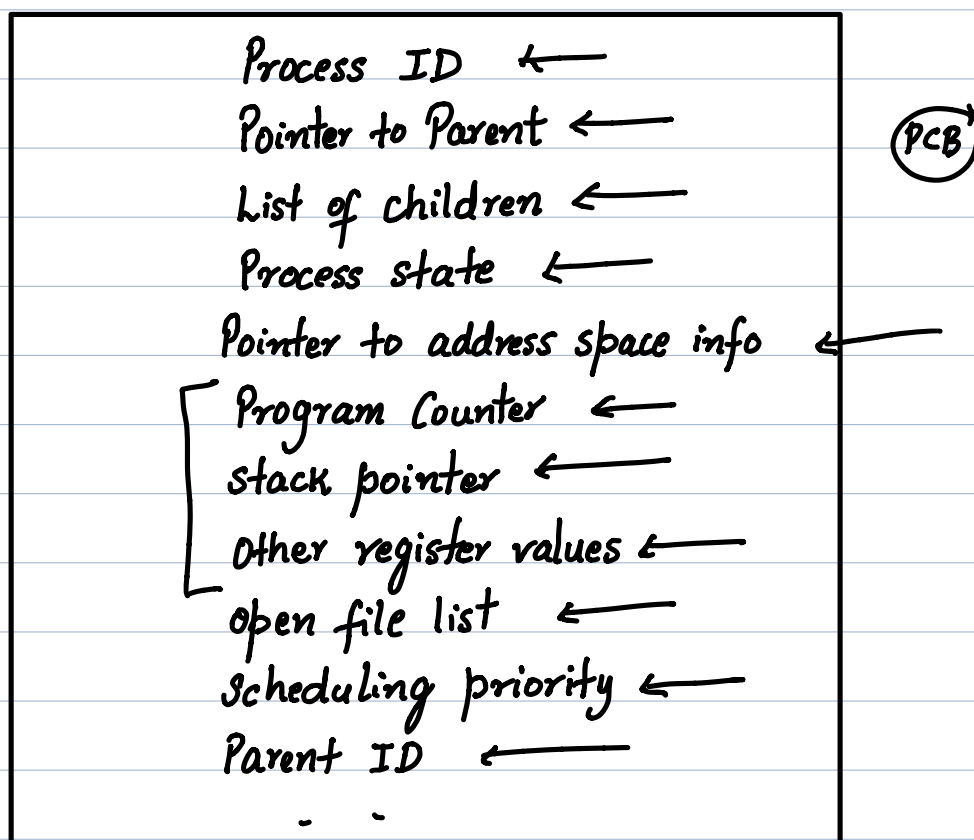 Process ID
Pointer to Parent
PCB
List of children
Process state
Pointer to address space info
Program Counter
stack pointer
other register values
open file list
scheduling priority
Parent ID
. .